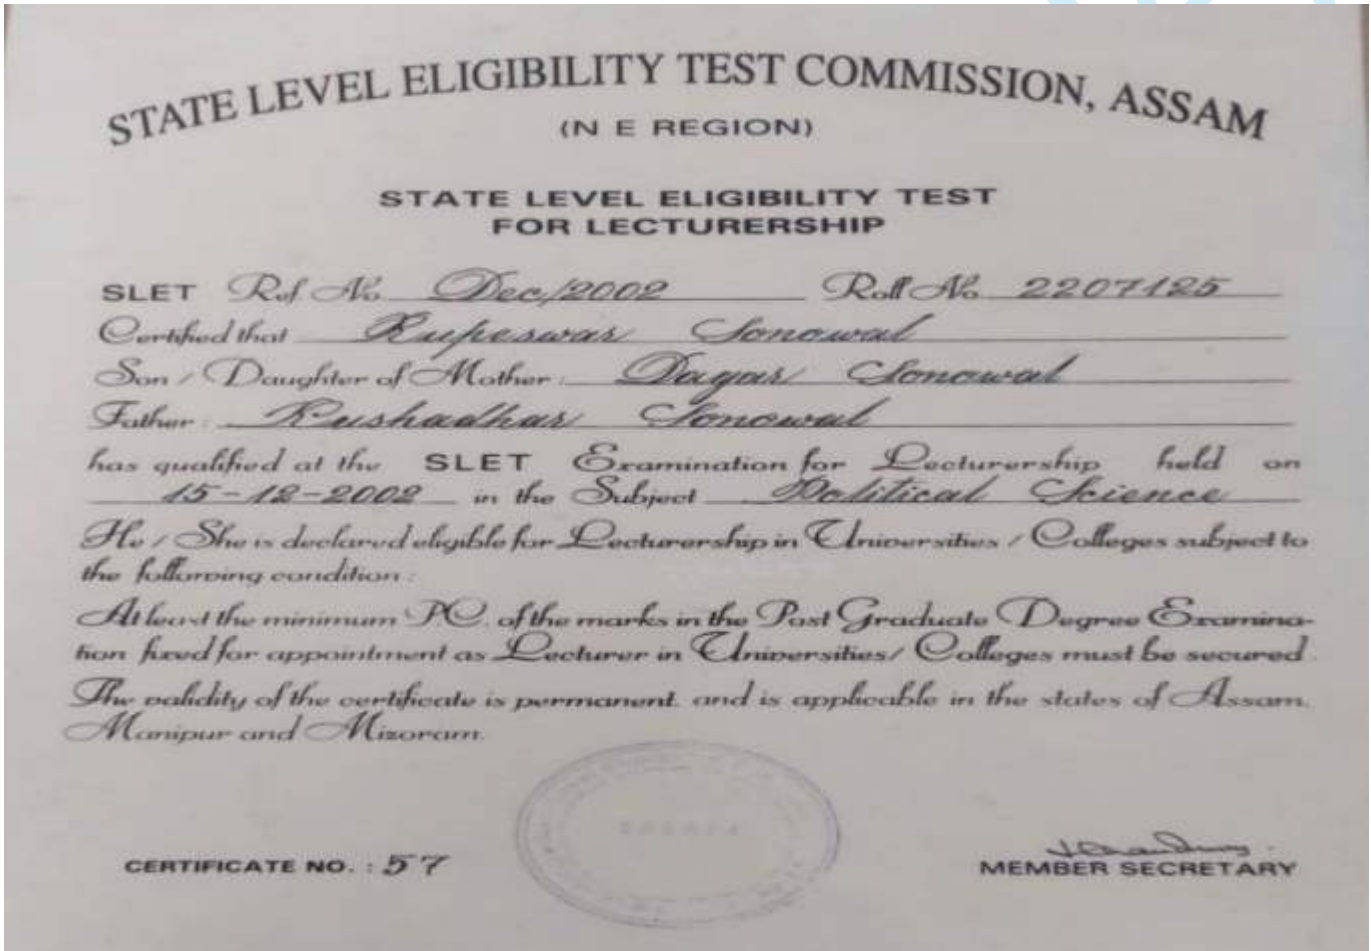 STATE LEVEL ELIGIBILITY TEST COMMISSION, ASSAM
(N E REGION)
STATE LEVEL ELIGIBILITY TEST
FOR LECTURERSHIP
SLET Ref No. Dec/2002 Roll No. 2207125
Certified that Rupeswar Sonowal
Son / Daughter of Mother : Dagar Sonowal
Father : Kushadhar Sonowal
has qualified at the SLET Examination for Lecturership held on
15-12-2002 in the Subject Political Science
He / She is declared eligible for Lecturership in Universities / Colleges subject to
the following condition :
At least the minimum P.C. of the marks in the Post Graduate Degree Examina-
tion fixed for appointment as Lecturer in Universities/ Colleges must be secured.
The validity of the certificate is permanent, and is applicable in the states of Assam,
Manipur and Mizoram.
CERTIFICATE NO. : 57
MEMBER SECRETARY